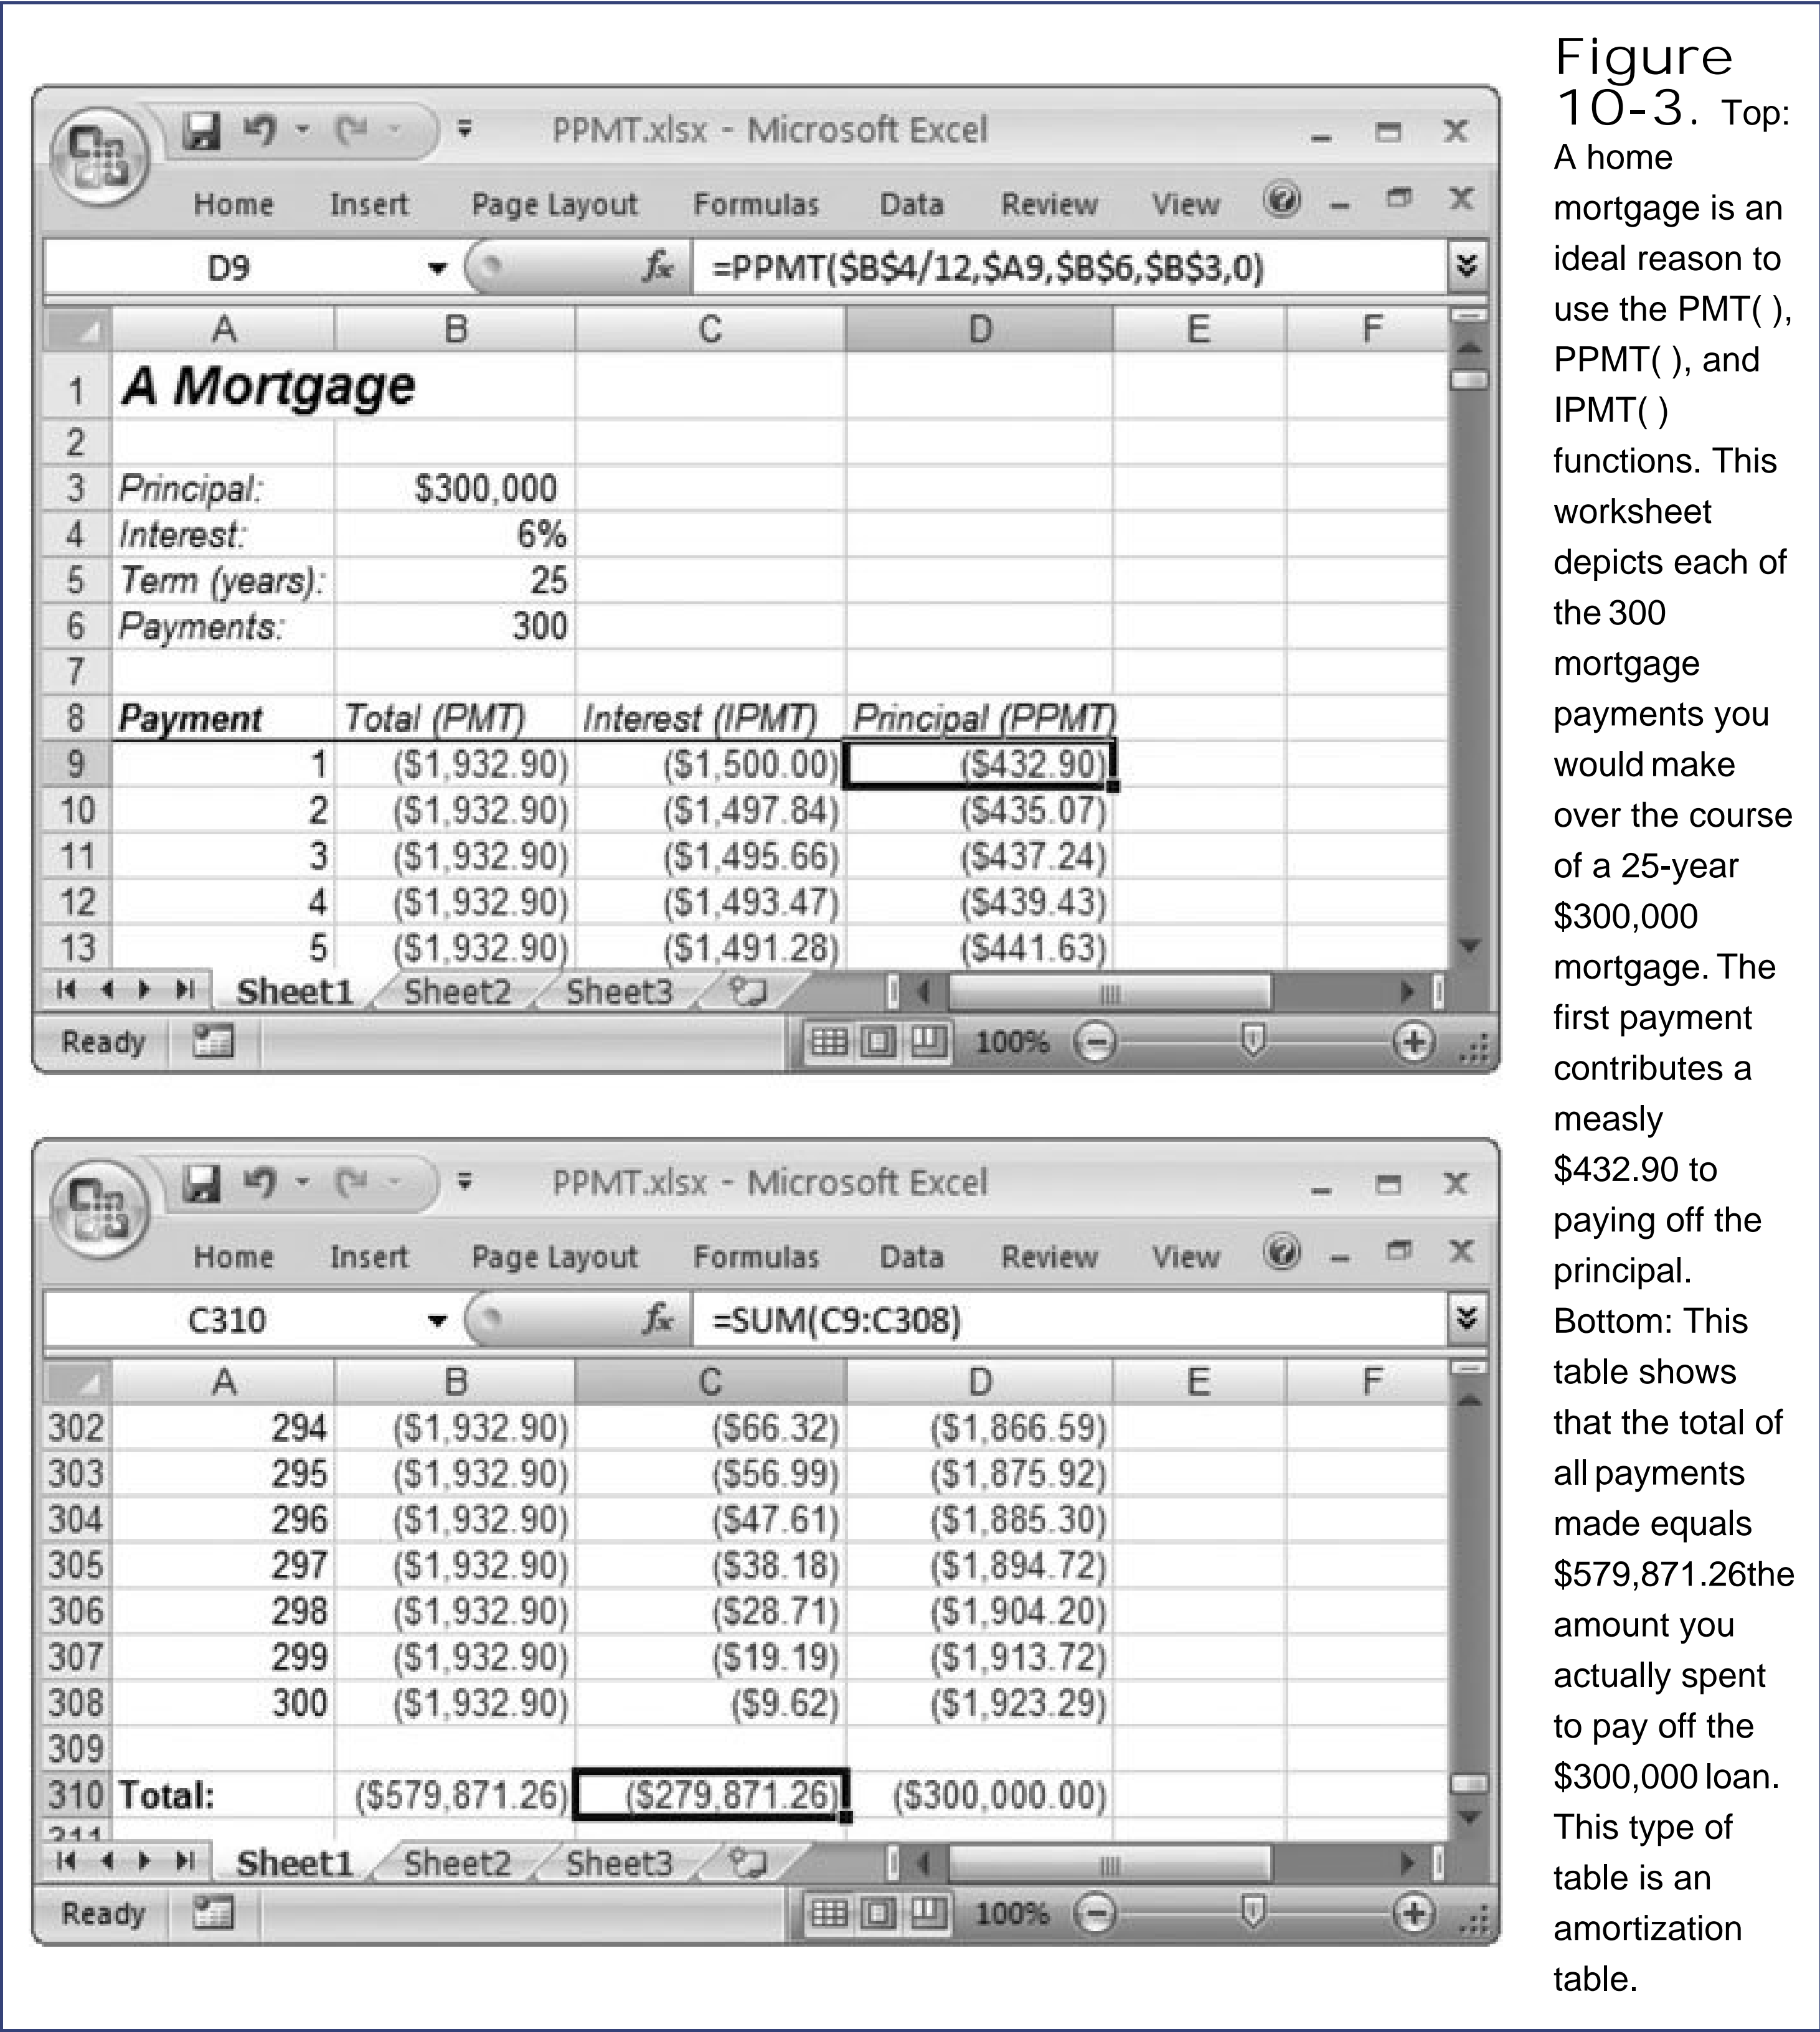 PPMT.xlsx - Microsoft Excel
Home Insert Page Layout Formulas Data Review View
D9 fx =PPMT($B$4/12,$A9,$B$6,$B$3,0)
A B C D E F
1 A Mortgage
2
3 Principal: $300,000
4 Interest: 6%
5 Term (years): 25
6 Payments: 300
7
8 Payment Total (PMT) Interest (IPMT) Principal (PPMT)
9 1 ($1,932.90) ($1,500.00) ($432.90)
10 2 ($1,932.90) ($1,497.84) ($435.07)
11 3 ($1,932.90) ($1,495.66) ($437.24)
12 4 ($1,932.90) ($1,493.47) ($439.43)
13 5 ($1,932.90) ($1,491.28) ($441.63)
Sheet1 Sheet2 Sheet3
Ready 100%
PPMT.xlsx - Microsoft Excel
Home Insert Page Layout Formulas Data Review View
C310 fx =SUM(C9:C308)
A B C D E F
302 294 ($1,932.90) ($66.32) ($1,866.59)
303 295 ($1,932.90) ($56.99) ($1,875.92)
304 296 ($1,932.90) ($47.61) ($1,885.30)
305 297 ($1,932.90) ($38.18) ($1,894.72)
306 298 ($1,932.90) ($28.71) ($1,904.20)
307 299 ($1,932.90) ($19.19) ($1,913.72)
308 300 ($1,932.90) ($9.62) ($1,923.29)
309
310 Total: ($579,871.26) ($279,871.26) ($300,000.00)
311
Sheet1 Sheet2 Sheet3
Ready 100%
Figure
10-3. Top:
A home
mortgage is an
ideal reason to
use the PMT( ),
PPMT( ), and
IPMT( )
functions. This
worksheet
depicts each of
the 300
mortgage
payments you
would make
over the course
of a 25-year
$300,000
mortgage. The
first payment
contributes a
measly
$432.90 to
paying off the
principal.
Bottom: This
table shows
that the total of
all payments
made equals
$579,871.26the
amount you
actually spent
to pay off the
$300,000 loan.
This type of
table is an
amortization
table.